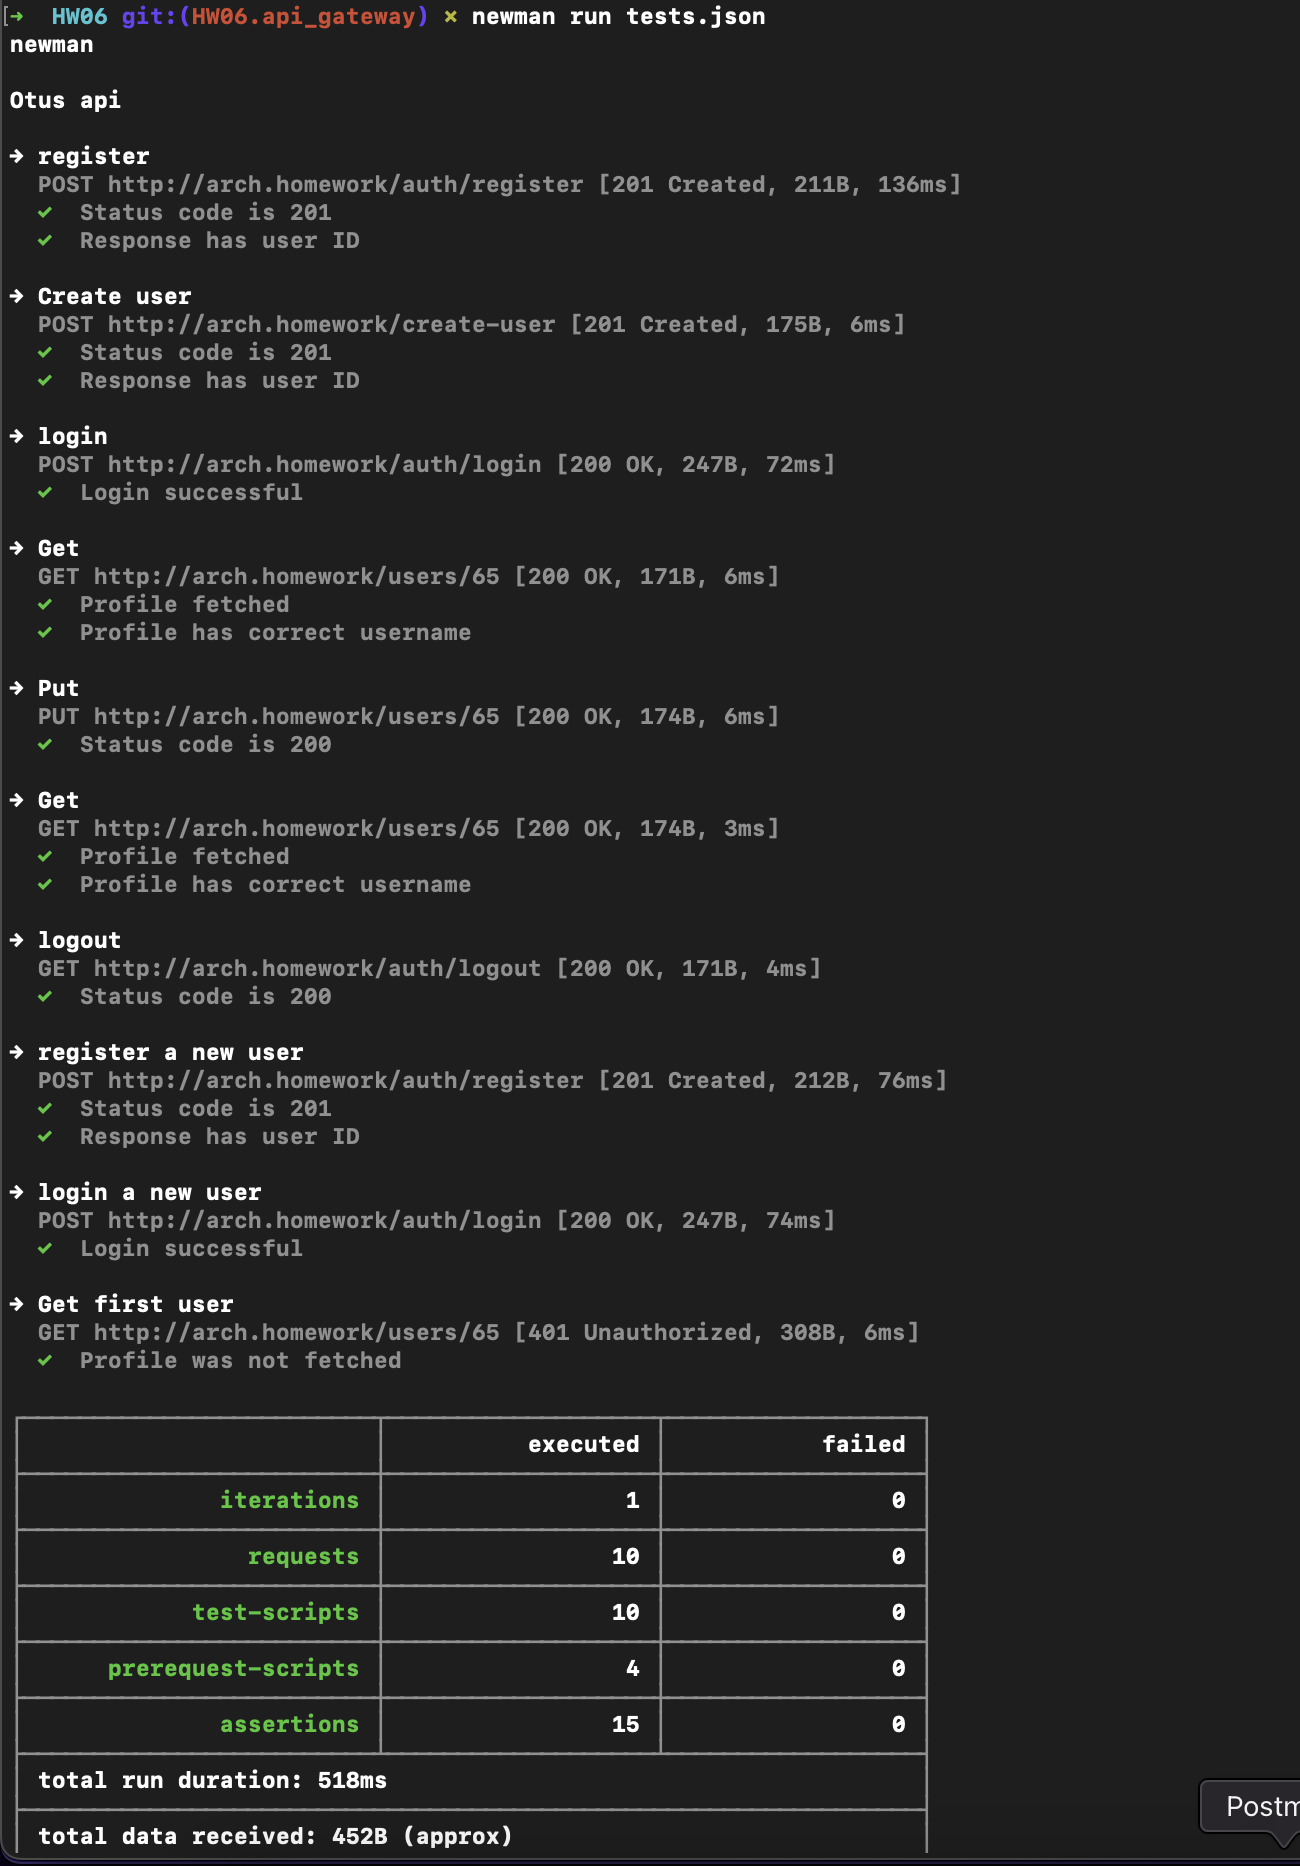 [➜  HW06 git:(HW06.api_gateway) ✗ newman run tests.json
newman
Otus api
→ register
POST http://arch.homework/auth/register [201 Created, 211B, 136ms]
✓ Status code is 201
✓ Response has user ID
→ Create user
POST http://arch.homework/create-user [201 Created, 175B, 6ms]
✓ Status code is 201
✓ Response has user ID
→ login
POST http://arch.homework/auth/login [200 OK, 247B, 72ms]
✓ Login successful
→ Get
GET http://arch.homework/users/65 [200 OK, 171B, 6ms]
✓ Profile fetched
✓ Profile has correct username
→ Put
PUT http://arch.homework/users/65 [200 OK, 174B, 6ms]
✓ Status code is 200
→ Get
GET http://arch.homework/users/65 [200 OK, 174B, 3ms]
✓ Profile fetched
✓ Profile has correct username
→ logout
GET http://arch.homework/auth/logout [200 OK, 171B, 4ms]
✓ Status code is 200
→ register a new user
POST http://arch.homework/auth/register [201 Created, 212B, 76ms]
✓ Status code is 201
✓ Response has user ID
→ login a new user
POST http://arch.homework/auth/login [200 OK, 247B, 74ms]
✓ Login successful
→ Get first user
GET http://arch.homework/users/65 [401 Unauthorized, 308B, 6ms]
✓ Profile was not fetched
executed failed
iterations 1 0
requests 10 0
test-scripts 10 0
prerequest-scripts 4 0
assertions 15 0
total run duration: 518ms
total data received: 452B (approx)